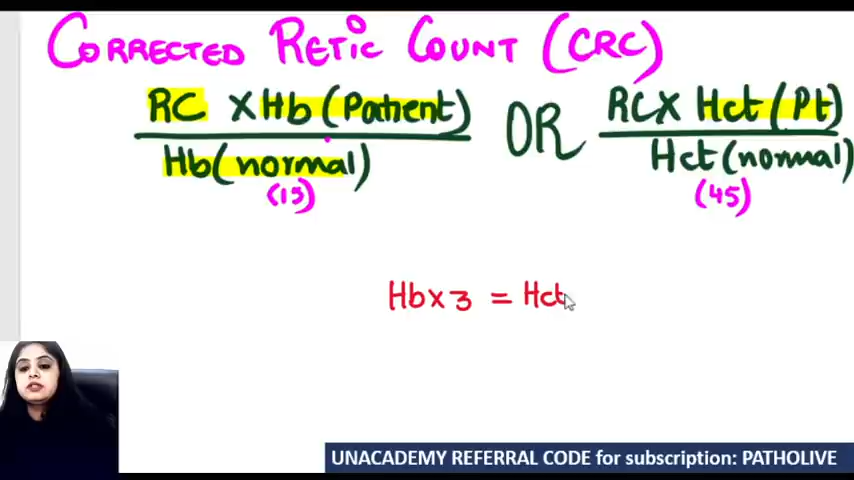 CORRECTED RETIC COUNT (CRC)
RC X Hb (Patient) OR RC X Hct (Pt)
Hb (normal) Hct (normal)
(15) (45)
Hb x 3 = Hct
UNACADEMY REFERRAL CODE for subscription: PATHOLIVE